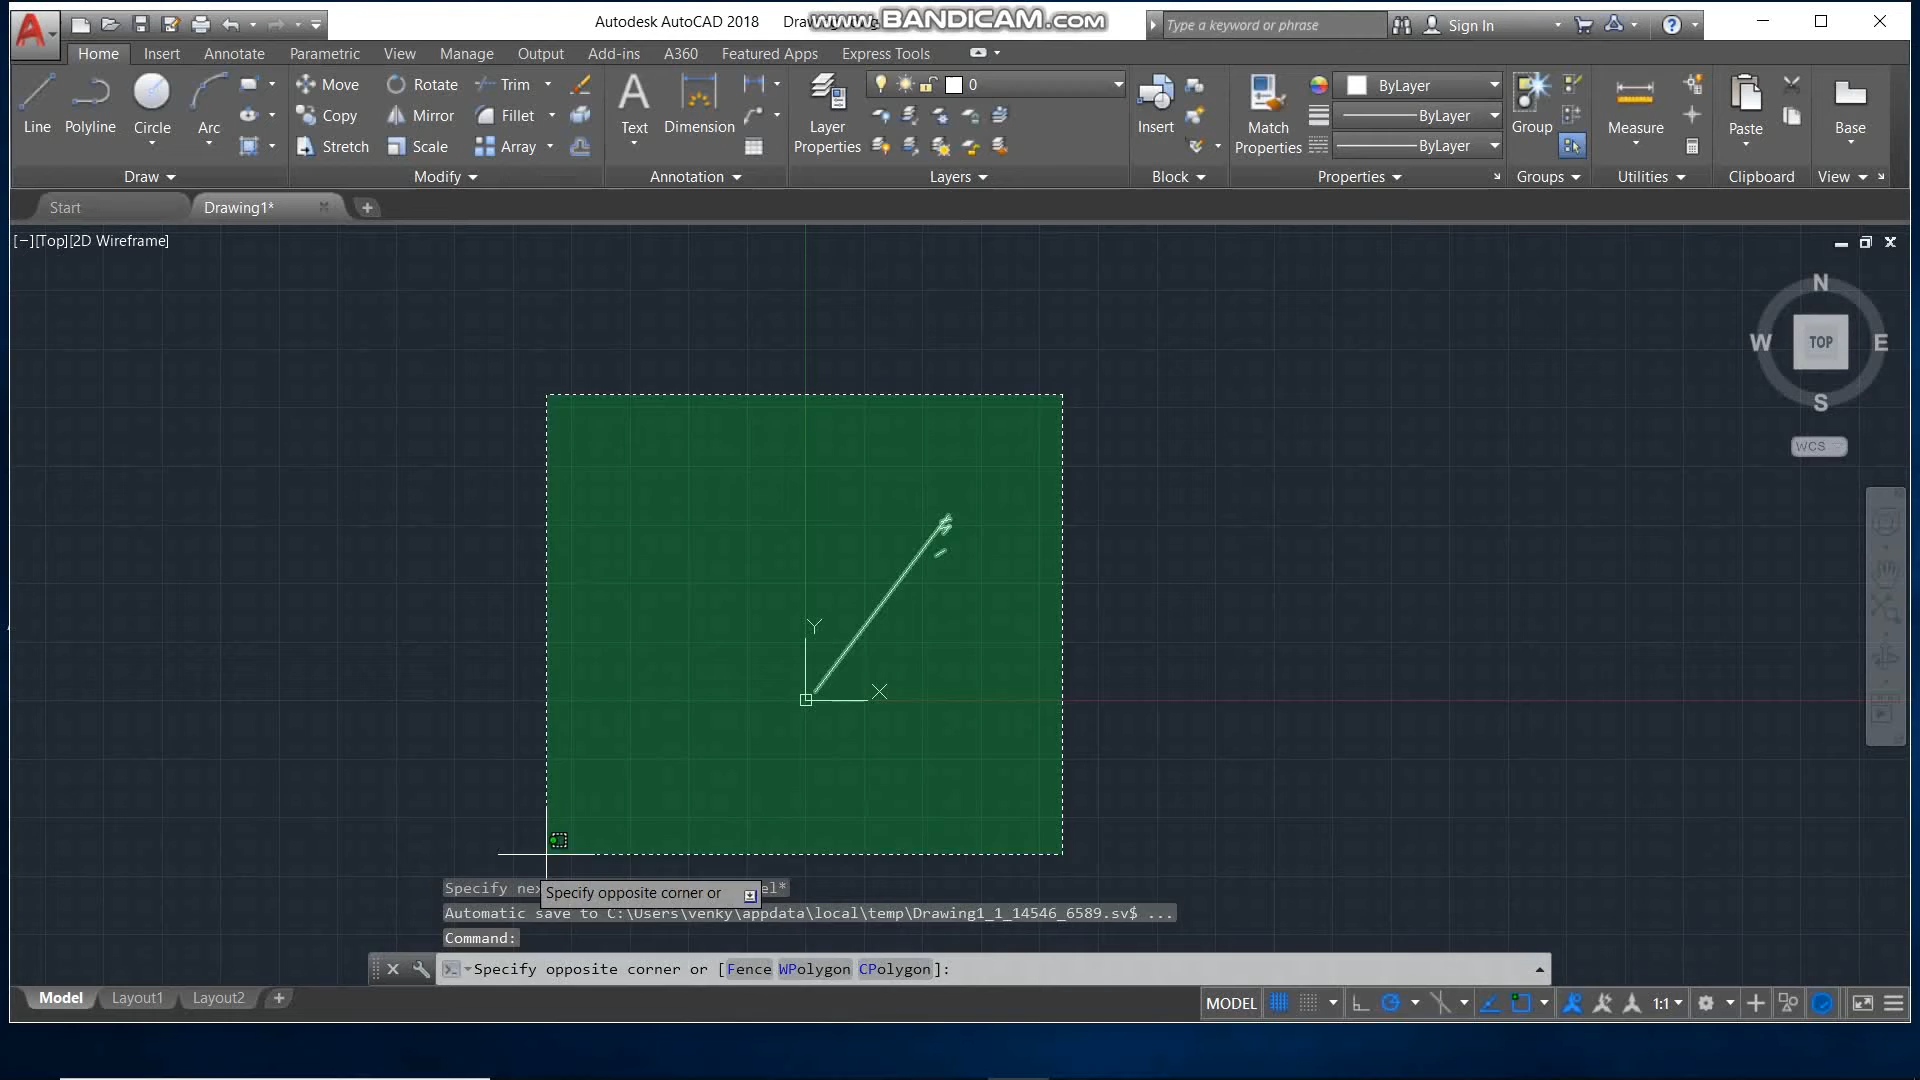 Autodesk AutoCAD 2018 Draw
www.BANDICAM.com
Type a keyword or phrase
Sign In
Home Insert Annotate Parametric View Manage Output Add-ins A360 Featured Apps Express Tools
Line
Polyline
Circle
Arc
Draw
Move
Copy
Stretch
Rotate
Mirror
Scale
Trim
Fillet
Array
Modify
Text
Dimension
Annotation
Layer Properties
0
Layers
Insert
Block
Match Properties
ByLayer
ByLayer
ByLayer
Properties
Group
Groups
Measure
Utilities
Paste
Clipboard
Base
View
Start
Drawing1*
[−][Top][2D Wireframe]
N
W TOP E
S
WCS
Y
X
Specify nex
el*
Specify opposite corner or
Automatic save to C:\Users\venky\appdata\local\temp\Drawing1_1_14546_6589.sv$ ...
Command:
Specify opposite corner or [Fence WPolygon CPolygon]:
Model Layout1 Layout2
MODEL
1:1